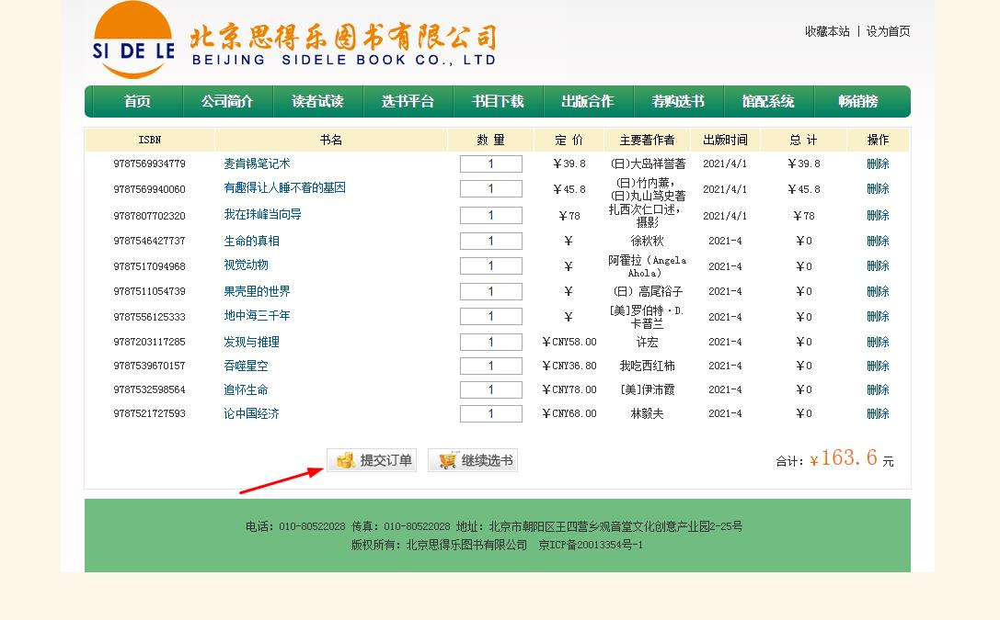 SI DE LE
北京思得乐图书有限公司
BEIJING SIDELE BOOK CO., LTD
收藏本站 | 设为首页
首页 公司简介 读者试读 选书平台 书目下载 出版合作 荐购选书 馆配系统 畅销榜
ISBN 书名 数 量 定 价 主要著作者 出版时间 总 计 操作
9787569934779 麦肯锡笔记术 1 ¥39.8 (日)大岛祥誉著 2021/4/1 ¥39.8 删除
9787569940060 有趣得让人睡不着的基因 1 ¥45.8 (日)竹内薰, (日)丸山笃史著 2021/4/1 ¥45.8 删除
9787807702320 我在珠峰当向导 1 ¥78 扎西次仁口述, 摄影 2021/4/1 ¥78 删除
9787546427737 生命的真相 1 ¥ 徐秋秋 2021-4 ¥0 删除
9787517094968 视觉动物 1 ¥ 阿霍拉（Angela Ahola） 2021-4 ¥0 删除
9787511054739 果壳里的世界 1 ¥ （日）高尾裕子 2021-4 ¥0 删除
9787556125333 地中海三千年 1 ¥ [美]罗伯特·D.卡普兰 2021-4 ¥0 删除
9787203117285 发现与推理 1 ¥CNY58.00 许宏 2021-4 ¥0 删除
9787539670157 吞噬星空 1 ¥CNY36.80 我吃西红柿 2021-4 ¥0 删除
9787532598564 追怀生命 1 ¥CNY78.00 [美]伊沛霞 2021-4 ¥0 删除
9787521727593 论中国经济 1 ¥CNY68.00 林毅夫 2021-4 ¥0 删除
提交订单 继续选书 合计：¥163.6 元
电话：010-80522028 传真：010-80522028 地址：北京市朝阳区王四营乡观音堂文化创意产业园2-25号
版权所有：北京思得乐图书有限公司 京ICP备20013354号-1